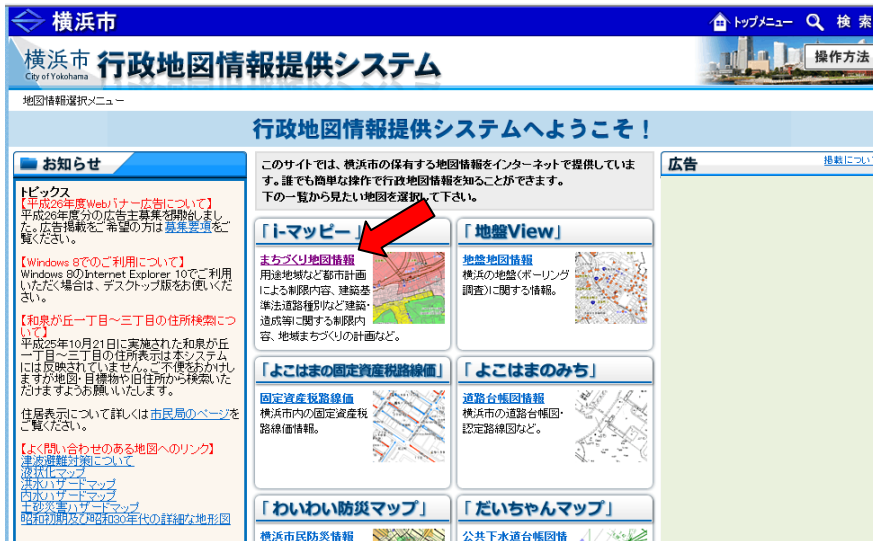 横浜市
トップメニュー 検索
横浜市
City of Yokohama
行政地図情報提供システム
操作方法
地図情報選択メニュー
行政地図情報提供システムへようこそ！
お知らせ
トピックス
【平成26年度Webバナー広告について】
平成26年度分の広告主募集を開始しまし
た。広告掲載をご希望の方は募集要項をご
覧ください。
【Windows 8でのご利用について】
Windows 8のInternet Explorer 10でご利用
いただく場合は、デスクトップ版をお使いくだ
さい。
【和泉が丘一丁目～三丁目の住所検索につ
いて】
平成25年10月21日に実施された和泉が丘
一丁目～三丁目の住所表示は本システム
には反映されていません。ご不便をおかけし
ますが地図・目標物や旧住所から検索いた
だけますようお願いいたします。
住居表示について詳しくは市民局のページを
ご覧ください。
【よく問い合わせのある地図へのリンク】
津波避難対策について
液状化マップ
洪水ハザードマップ
内水ハザードマップ
土砂災害ハザードマップ
昭和初期及び昭和30年代の詳細な地形図
このサイトでは、横浜市の保有する地図情報をインターネットで提供していま
す。誰でも簡単な操作で行政地図情報を知ることができます。
下の一覧から見たい地図を選択して下さい。
「i-マッピー」
まちづくり地図情報
用途地域など都市計画
による制限内容、建築基
準法道路種別など建築・
造成等に関する制限内
容、地域まちづくりの計画など。
「地盤View」
地盤地図情報
横浜の地盤(ボーリング
調査)に関する情報。
「よこはまの固定資産税路線価」
固定資産税路線価
横浜市内の固定資産税
路線価情報。
「よこはまのみち」
道路台帳図情報
横浜市の道路台帳図・
認定路線図など。
「わいわい防災マップ」
横浜市民防災情報
「だいちゃんマップ」
公共下水道台帳図情
広告
掲載につい